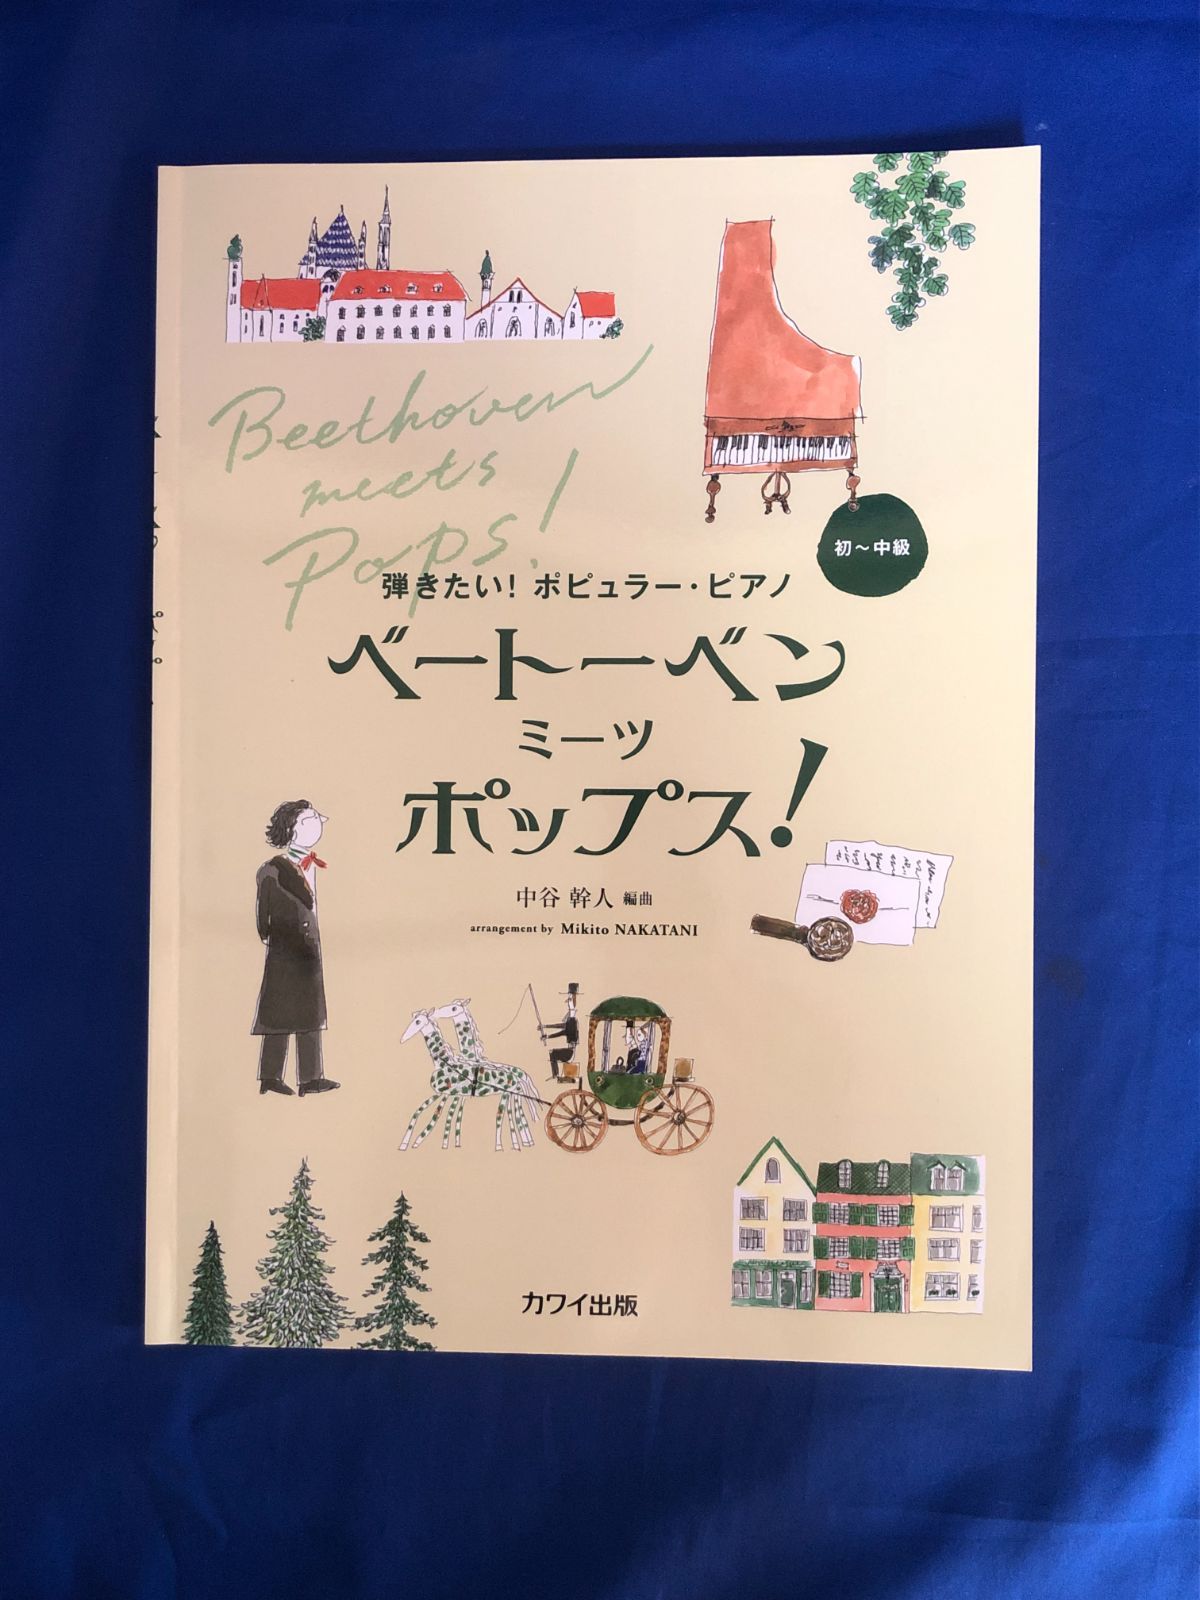 Beethoven
meets
Pops!
初～中級
弾きたい！ポピュラー・ピアノ
ベートーベン
ミーツ
ポップス！
中谷 幹人 編曲
arrangement by Mikito NAKATANI
カワイ出版